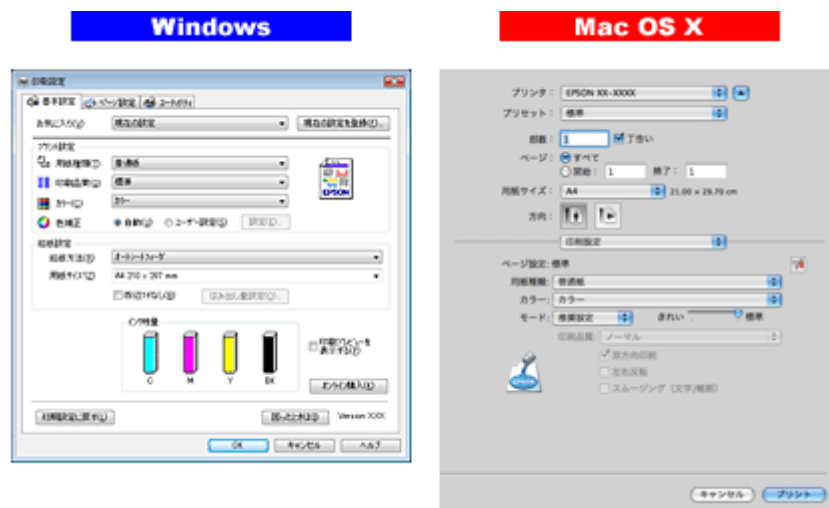 Windows
Mac OS X
印刷設定
基本設定 ページ設定 ユーティリティ
お気に入り(V) 現在の設定 現在の設定を登録(D)...
プリント設定
用紙種類(T) 普通紙
印刷品質(Q) 標準
カラー(C) カラー
色補正 自動(U) ユーザー設定(S) 設定(D)...
EPSON
給紙設定
給紙方法(R) オートシートフィーダ
用紙サイズ(Z) A4 210 x 297 mm
四辺フチなし(B) はみ出し量設定(G)...
インク残量
C M Y BK
印刷プレビューを
表示する(P)
オンライン購入(X)
初期設定に戻す(L) 困ったときは(I) Version X.XX
OK キャンセル ヘルプ
プリンタ: EPSON XX-XXXX
プリセット: 標準
部数: 1 丁合い
ページ: すべて
開始: 1 終了: 1
用紙サイズ: A4 21.00 x 29.70 cm
方向:
印刷設定
ページ設定: 標準
用紙種類: 普通紙
カラー: カラー
モード: 推奨設定 きれい 標準
印刷品質: ノーマル
双方向印刷
左右反転
スムージング (文字/輪郭)
EPSON
キャンセル プリント